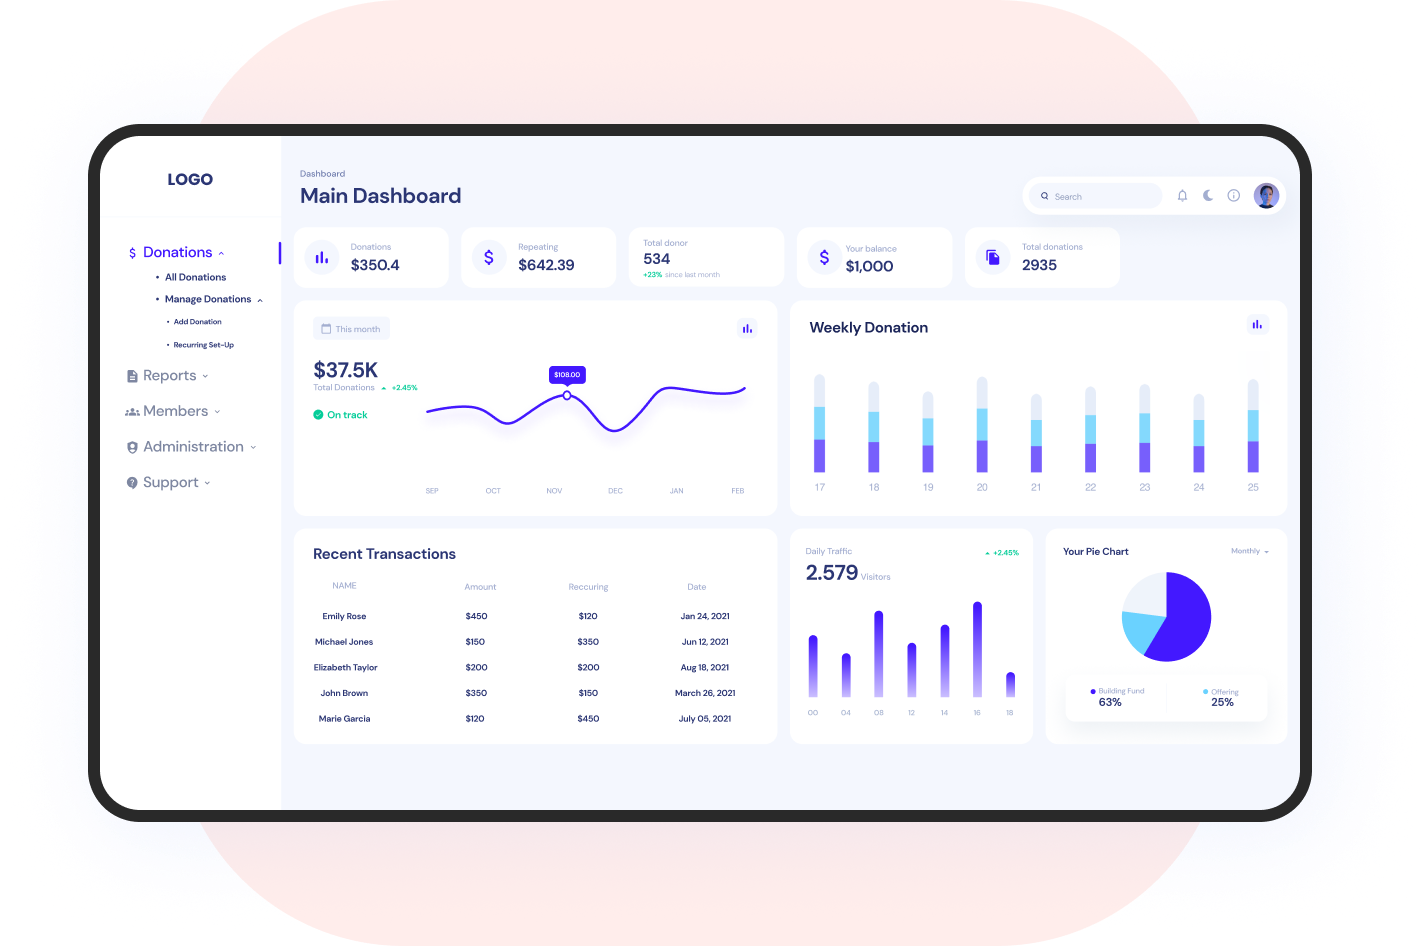 LOGO
Donations
All Donations
Manage Donations
Add Donation
Recurring Set-Up
Reports
Members
Administration
Support
Dashboard
Main Dashboard
Search
Donations
$350.4
Repeating
$642.39
Total donor
534
+23% since last month
Your balance
$1,000
Total donations
2935
This month
$37.5K
Total Donations +2.45%
On track
$108.00
SEP OCT NOV DEC JAN FEB
Weekly Donation
17 18 19 20 21 22 23 24 25
Recent Transactions
NAME Amount Reccuring Date
Emily Rose $450 $120 Jan 24, 2021
Michael Jones $150 $350 Jun 12, 2021
Elizabeth Taylor $200 $200 Aug 18, 2021
John Brown $350 $150 March 26, 2021
Marie Garcia $120 $450 July 05, 2021
Daily Traffic
+2.45%
2.579 Visitors
00 04 08 12 14 16 18
Your Pie Chart
Monthly
Building Fund
63%
Offering
25%